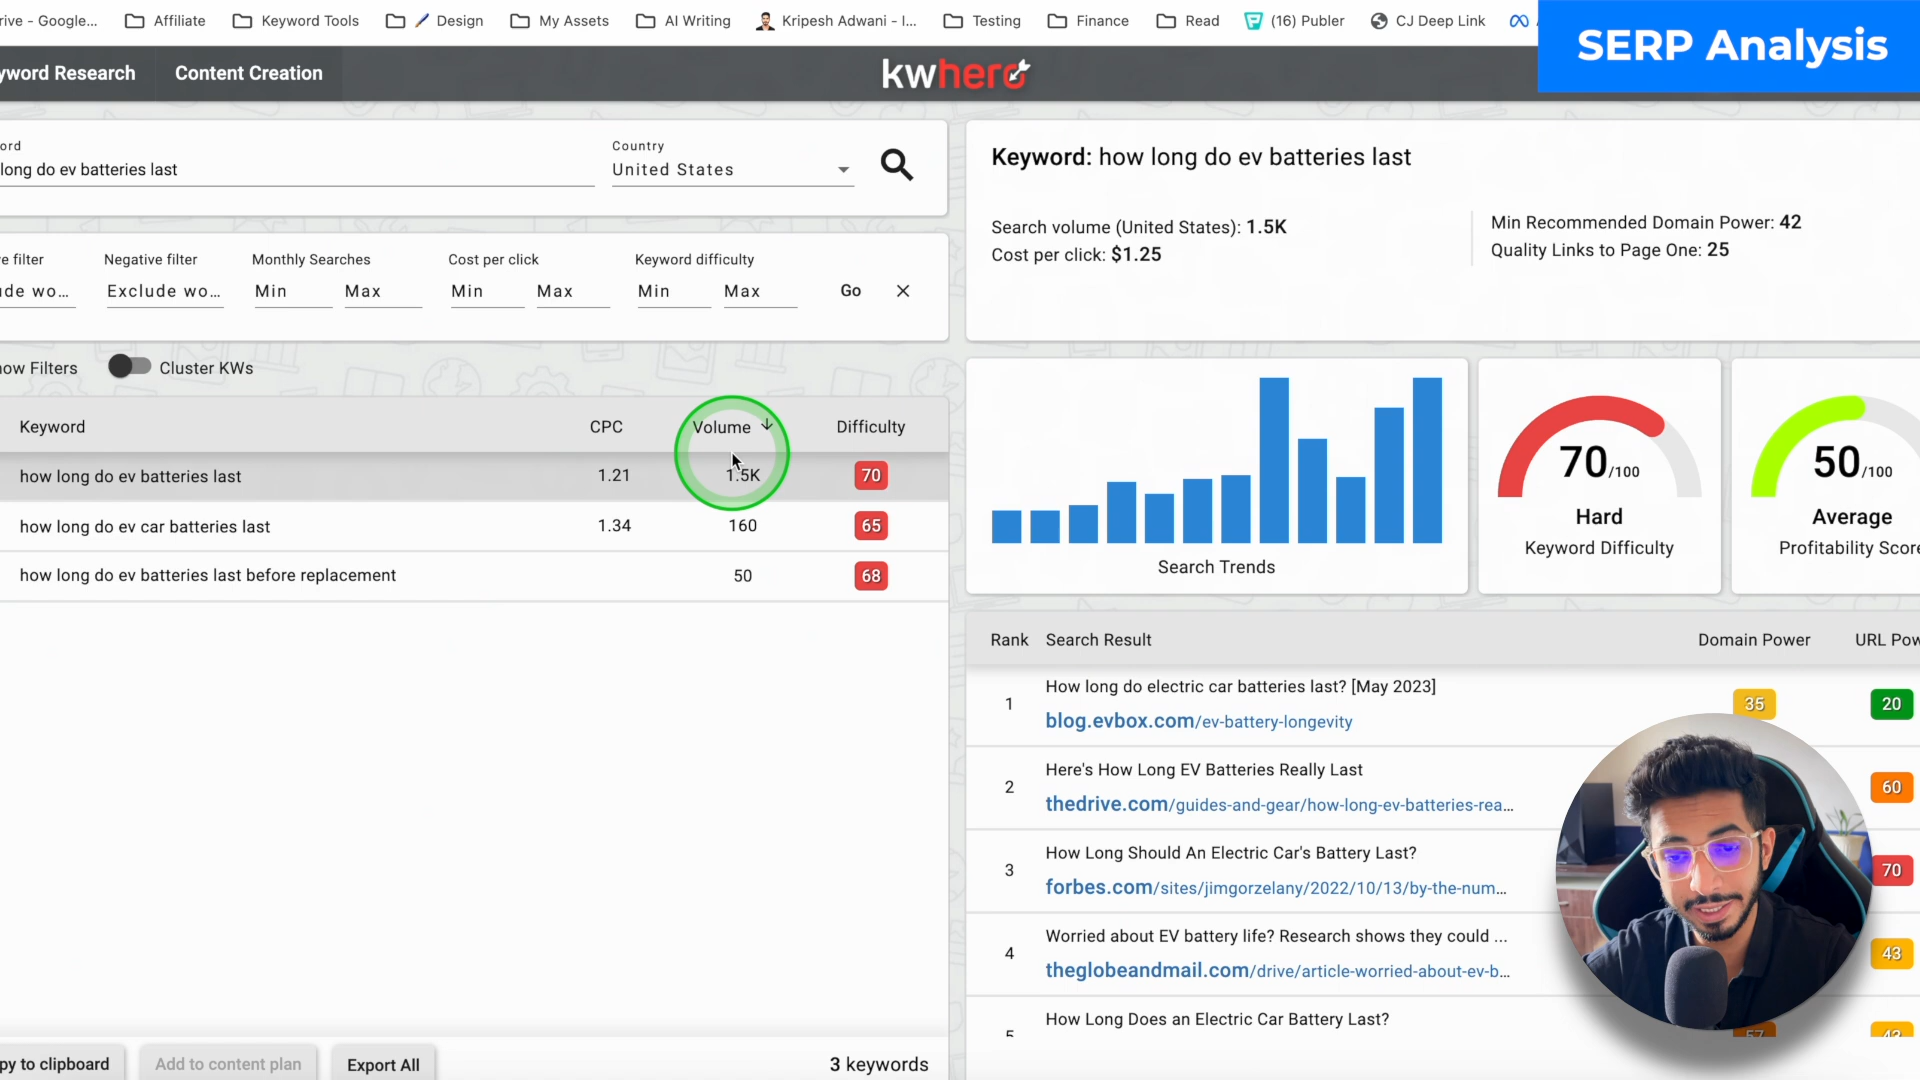 rive - Google...
Affiliate
Keyword Tools
Design
My Assets
AI Writing
Kripesh Adwani - I...
Testing
Finance
Read
(16) Publer
CJ Deep Link
SERP Analysis
yword Research
Content Creation
kwhero
ord
long do ev batteries last
Country
United States
e filter
Negative filter
Monthly Searches
Cost per click
Keyword difficulty
de wo...
Exclude wo...
Min
Max
Min
Max
Min
Max
Go
ow Filters
Cluster KWs
Keyword CPC Volume Difficulty
how long do ev batteries last 1.21 1.5K 70
how long do ev car batteries last 1.34 160 65
how long do ev batteries last before replacement 50 68
py to clipboard
Add to content plan
Export All
3 keywords
Keyword: how long do ev batteries last
Search volume (United States): 1.5K
Cost per click: $1.25
Min Recommended Domain Power: 42
Quality Links to Page One: 25
Search Trends
70/100
Hard
Keyword Difficulty
50/100
Average
Profitability Score
Rank Search Result Domain Power URL Pow
1 How long do electric car batteries last? [May 2023] 35 20
blog.evbox.com/ev-battery-longevity
2 Here's How Long EV Batteries Really Last 60
thedrive.com/guides-and-gear/how-long-ev-batteries-rea...
3 How Long Should An Electric Car's Battery Last? 70
forbes.com/sites/jimgorzelany/2022/10/13/by-the-num...
4 Worried about EV battery life? Research shows they could ... 43
theglobeandmail.com/drive/article-worried-about-ev-b...
5 How Long Does an Electric Car Battery Last?